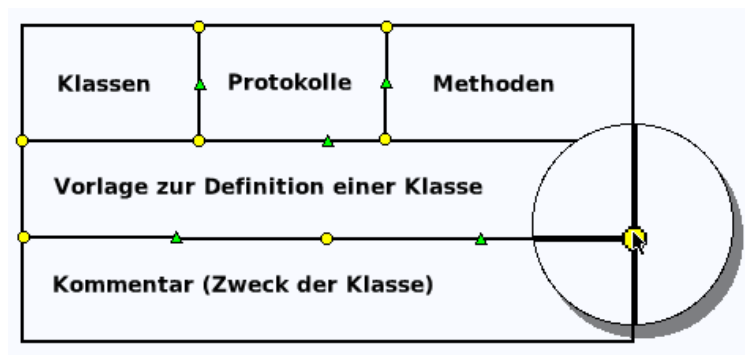 Klassen Protokolle Methoden
Vorlage zur Definition einer Klasse
Kommentar (Zweck der Klasse)